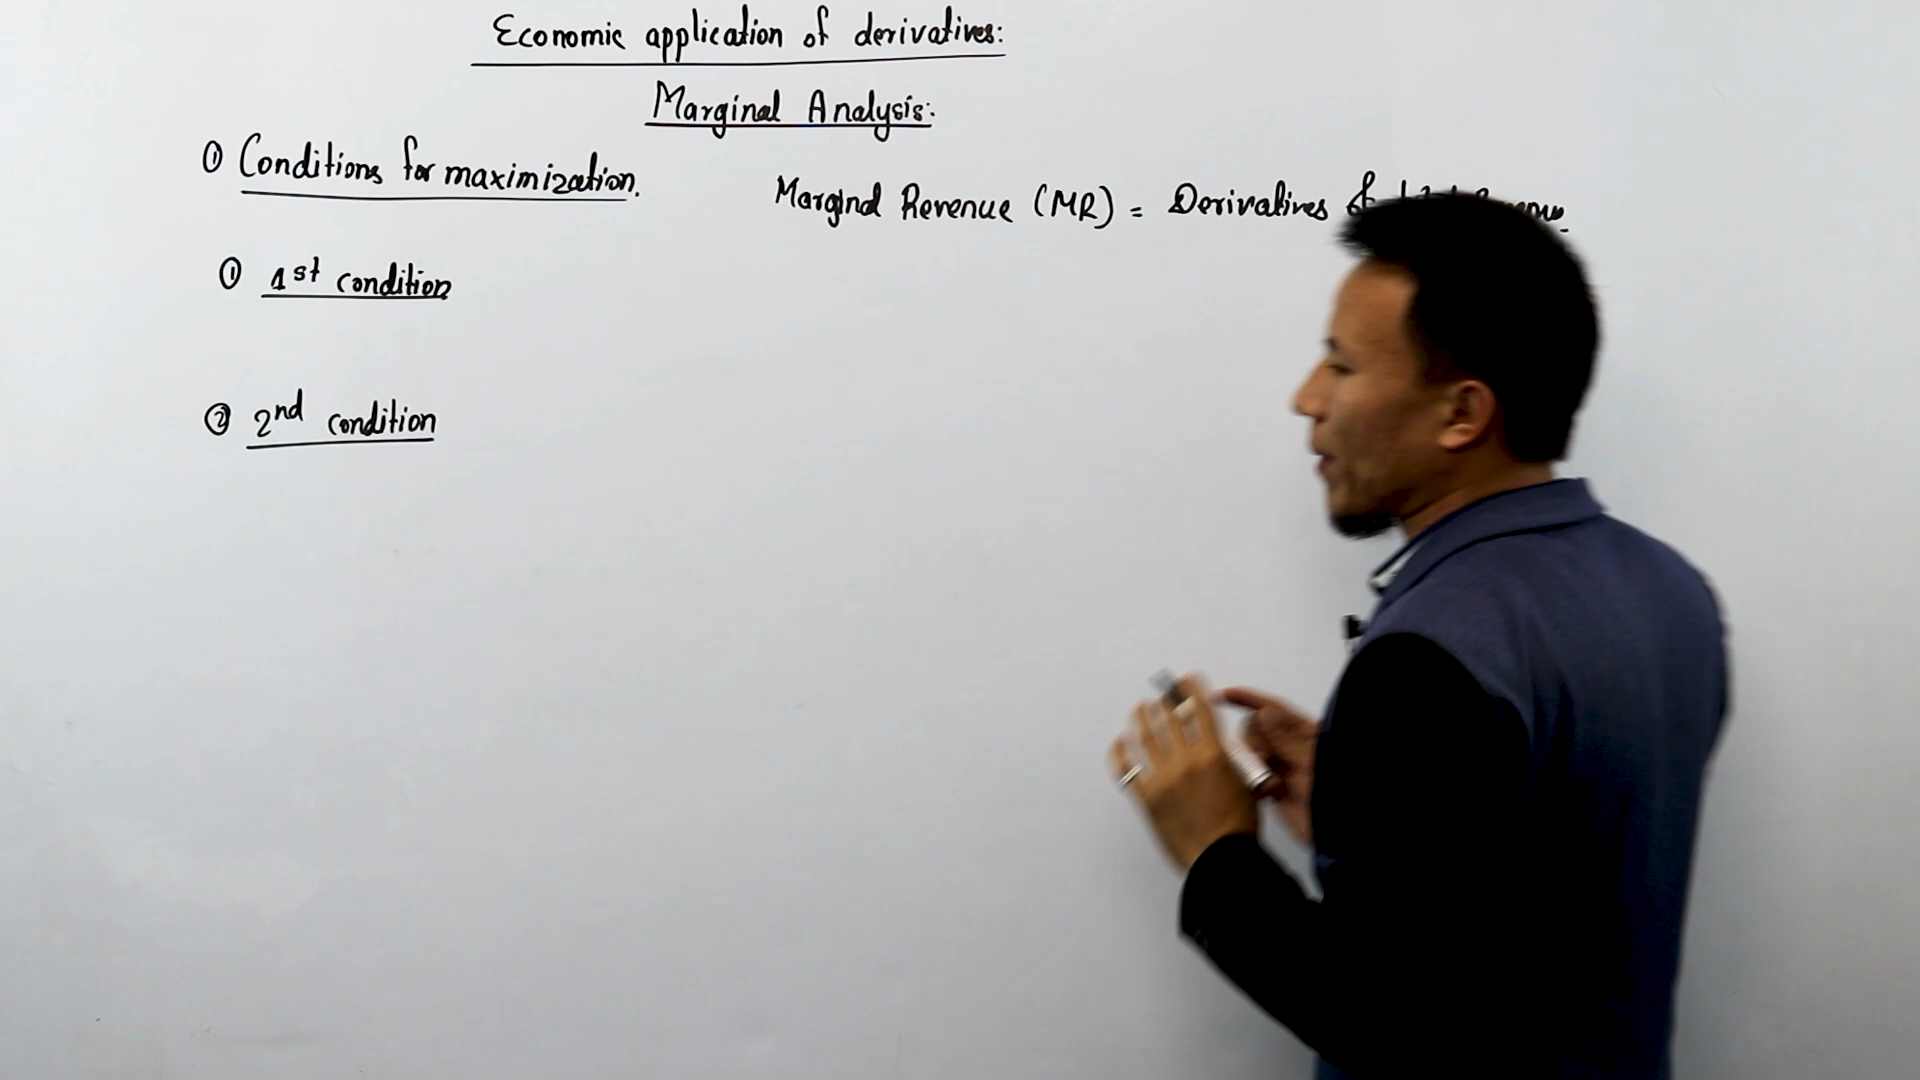 Economic application of derivatives:
Marginal Analysis:
① Conditions for maximization.
Marginal Revenue (MR) = Derivatives of
① 1st condition
② 2nd condition